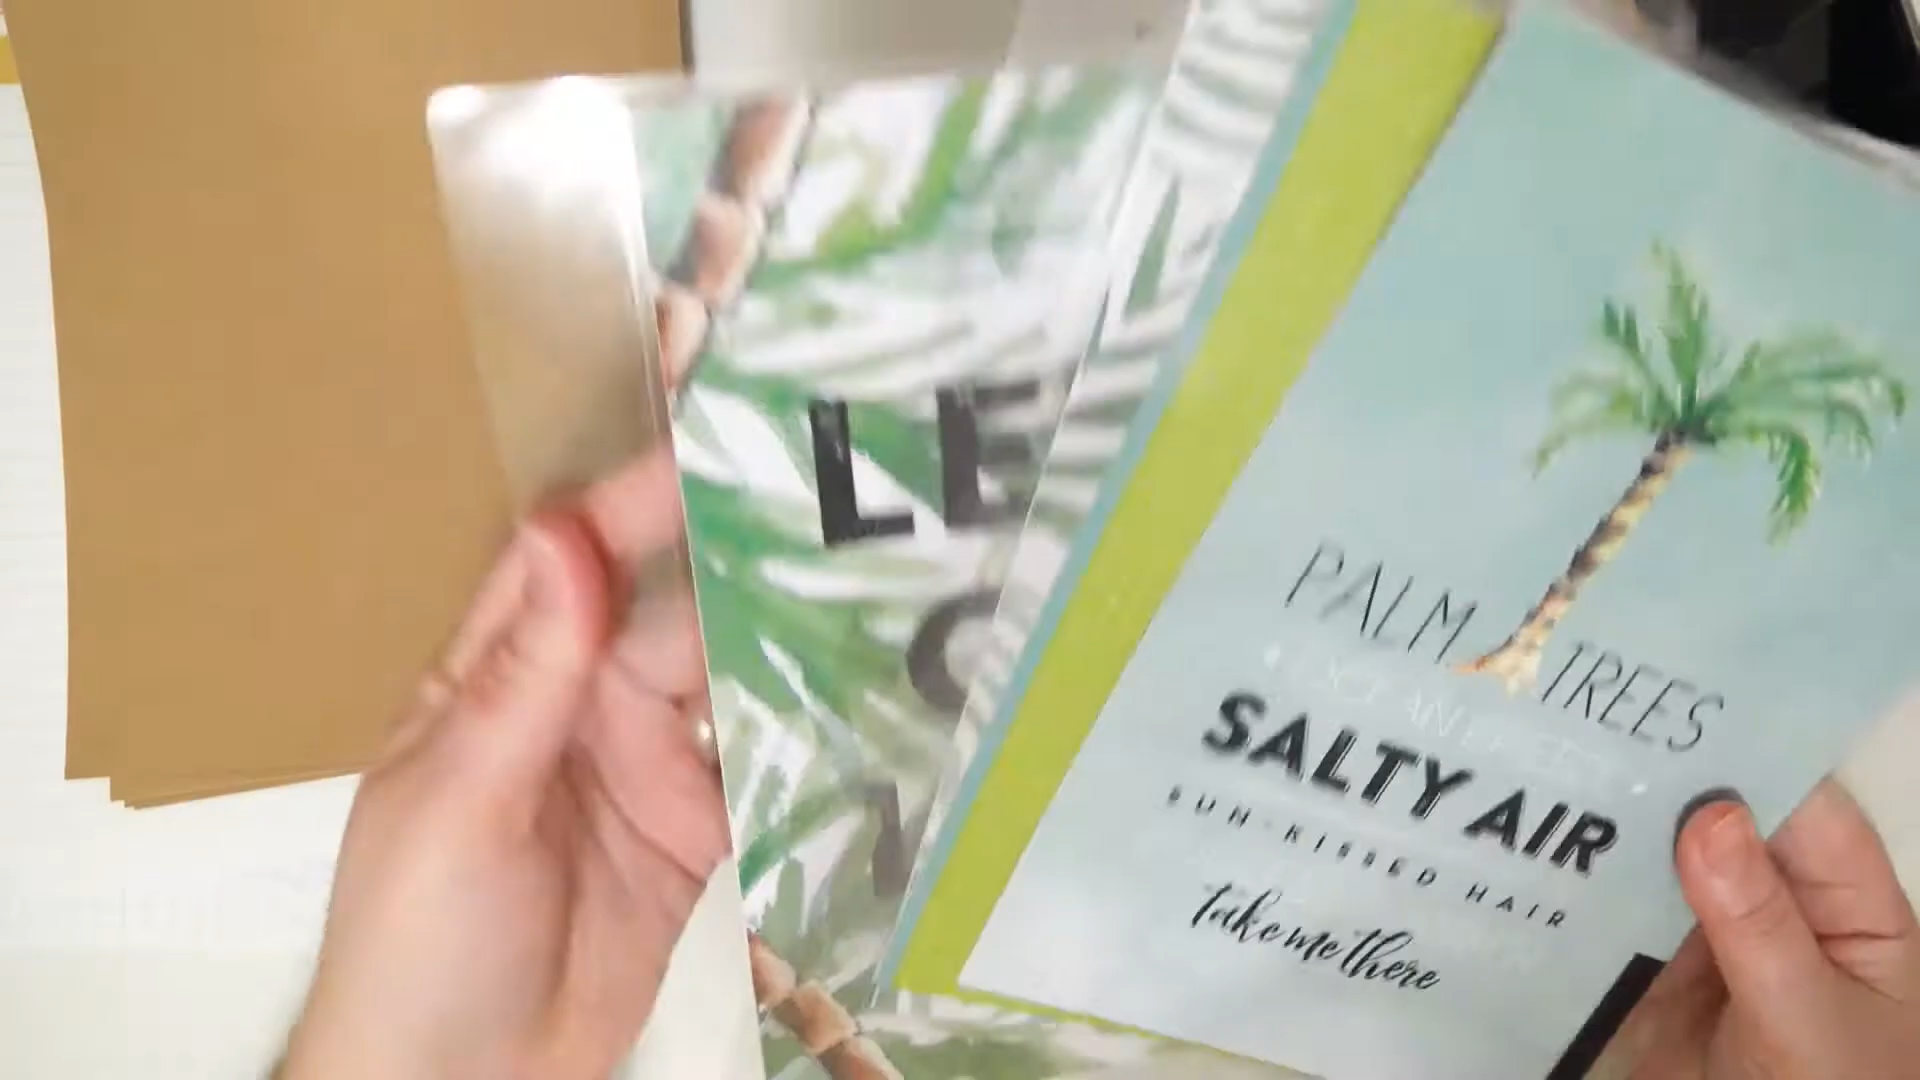 LE
PALM TREES
SALTY AIR
SUN-KISSED HAIR
take me there